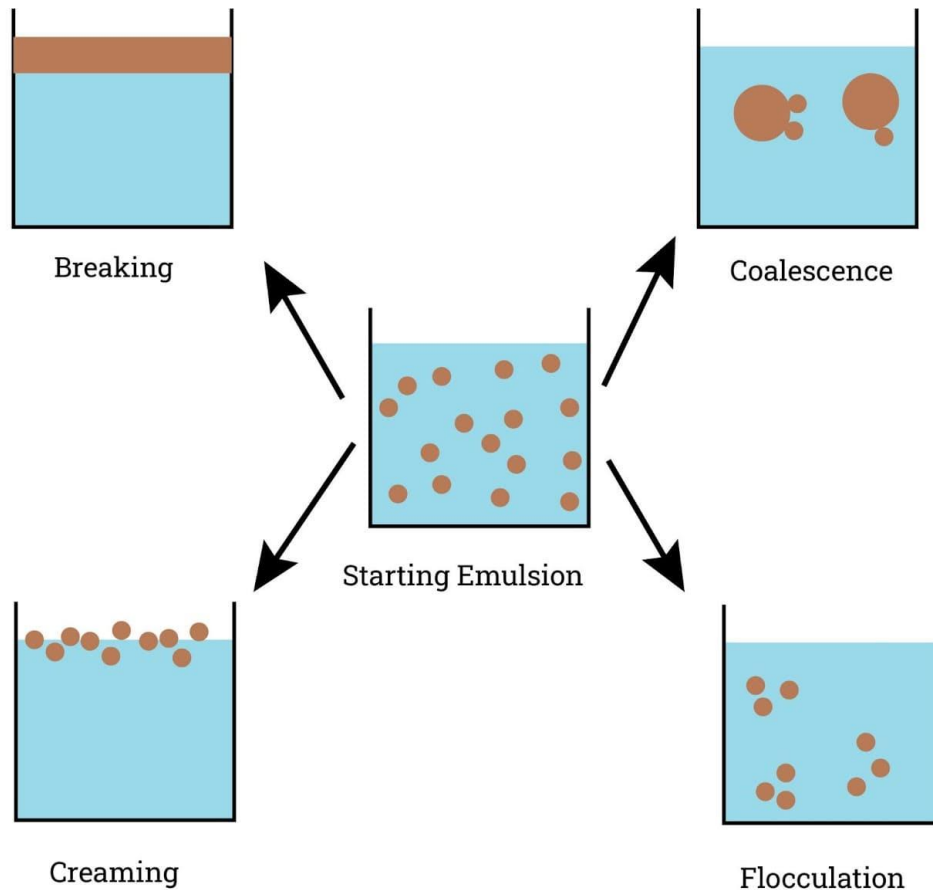 Breaking
Coalescence
Starting Emulsion
Creaming
Flocculation